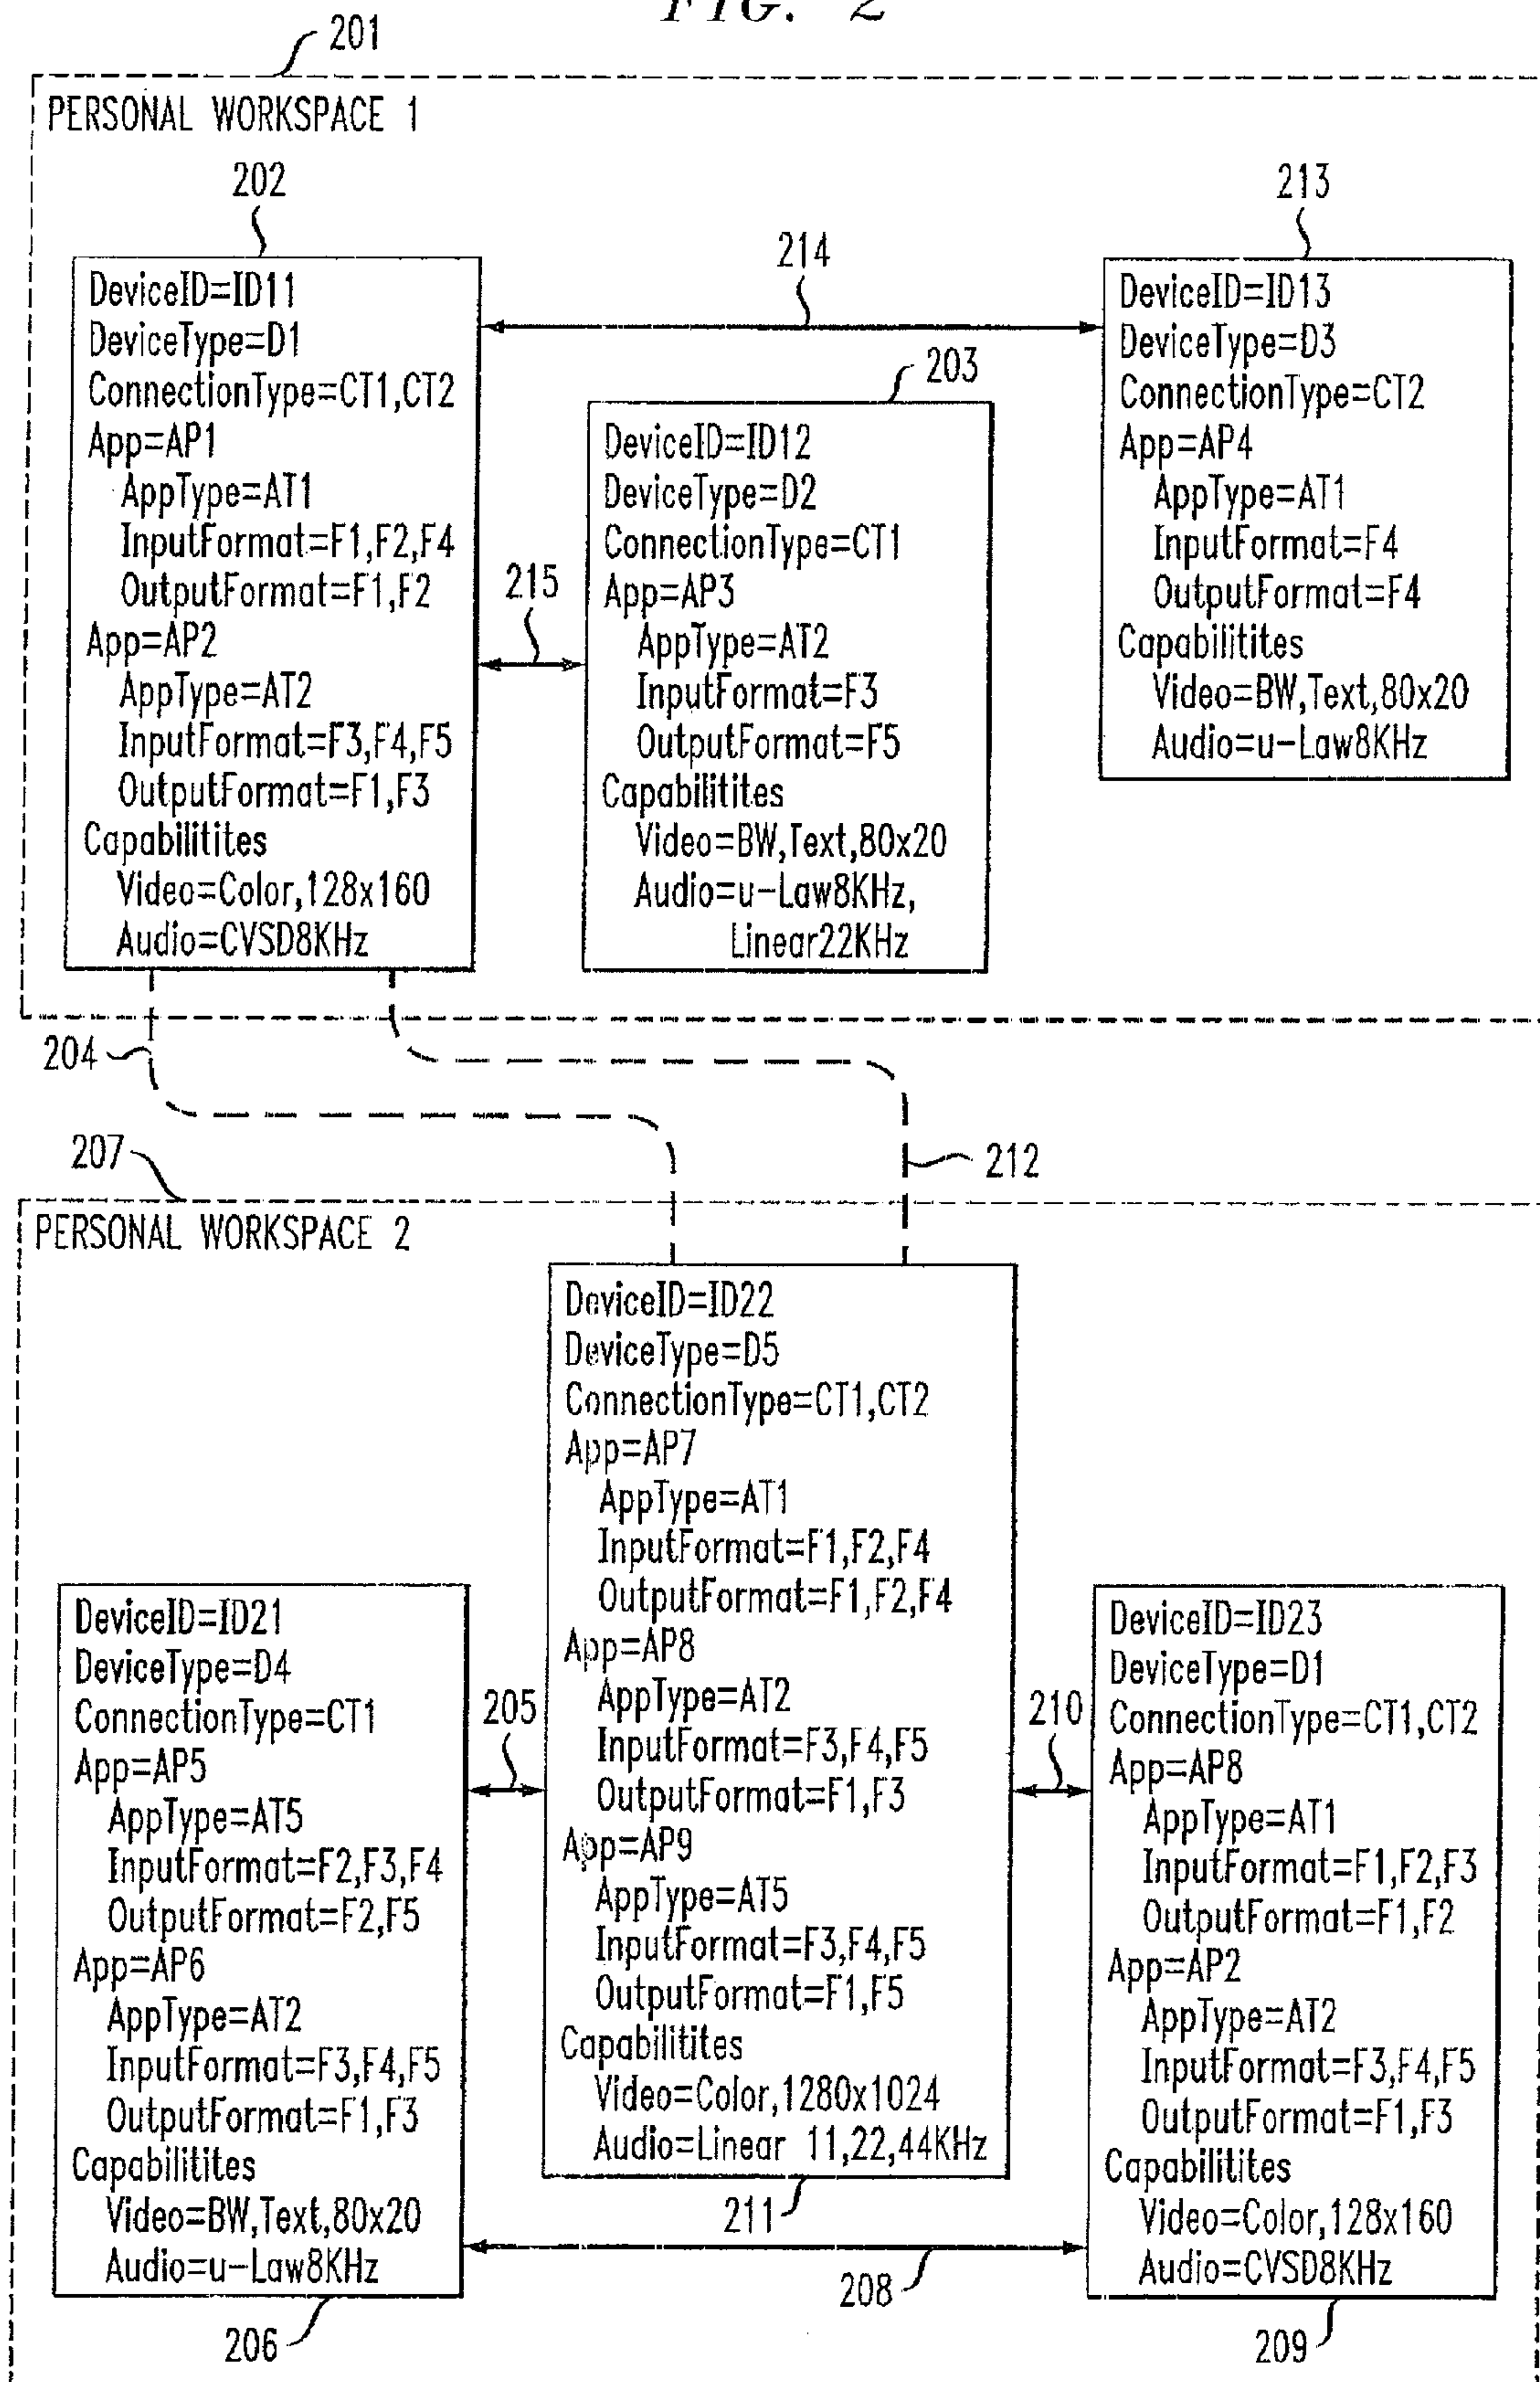 FIG. 2
201
PERSONAL WORKSPACE 1
202
DeviceID=ID11
DeviceType=D1
ConnectionType=CT1,CT2
App=AP1
AppType=AT1
InputFormat=F1,F2,F4
OutputFormat=F1,F2
App=AP2
AppType=AT2
InputFormat=F3,F4,F5
OutputFormat=F1,F3
Capabilitites
Video=Color,128x160
Audio=CVSD8KHz
214
215
203
DeviceID=ID12
DeviceType=D2
ConnectionType=CT1
App=AP3
AppType=AT2
InputFormat=F3
OutputFormat=F5
Capabilitites
Video=BW,Text,80x20
Audio=u-Law8KHz,
Linear22KHz
213
DeviceID=ID13
DeviceType=D3
ConnectionType=CT2
App=AP4
AppType=AT1
InputFormat=F4
OutputFormat=F4
Capabilitites
Video=BW,Text,80x20
Audio=u-Law8KHz
204
212
207
PERSONAL WORKSPACE 2
DeviceID=ID21
DeviceType=D4
ConnectionType=CT1
App=AP5
AppType=AT5
InputFormat=F2,F3,F4
OutputFormat=F2,F5
App=AP6
AppType=AT2
InputFormat=F3,F4,F5
OutputFormat=F1,F3
Capabilitites
Video=BW,Text,80x20
Audio=u-Law8KHz
206
205
DeviceID=ID22
DeviceType=D5
ConnectionType=CT1,CT2
App=AP7
AppType=AT1
InputFormat=F1,F2,F4
OutputFormat=F1,F2,F4
App=AP8
AppType=AT2
InputFormat=F3,F4,F5
OutputFormat=F1,F3
App=AP9
AppType=AT5
InputFormat=F3,F4,F5
OutputFormat=F1,F5
Capabilitites
Video=Color,1280x1024
Audio=Linear 11,22,44KHz
211
210
208
DeviceID=ID23
DeviceType=D1
ConnectionType=CT1,CT2
App=AP8
AppType=AT1
InputFormat=F1,F2,F3
OutputFormat=F1,F2
App=AP2
AppType=AT2
InputFormat=F3,F4,F5
OutputFormat=F1,F3
Capabilitites
Video=Color,128x160
Audio=CVSD8KHz
209